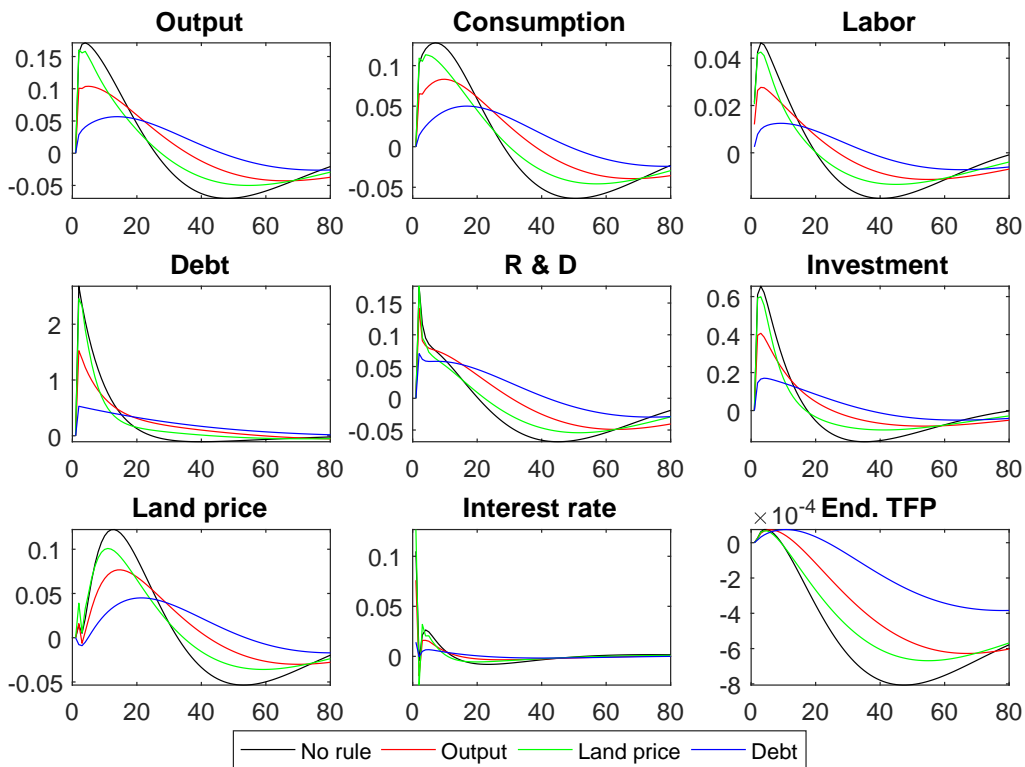 Output
Consumption
Labor
0.15
0.1
0.05
0
-0.05
0 20 40 60 80
0.1
0.05
0
-0.05
0 20 40 60 80
0.04
0.02
0
0 20 40 60 80
Debt
R & D
Investment
2
1
0
0 20 40 60 80
0.15
0.1
0.05
0
-0.05
0 20 40 60 80
0.6
0.4
0.2
0
0 20 40 60 80
Land price
Interest rate
× 10-4 End. TFP
0.1
0.05
0
-0.05
0 20 40 60 80
0.1
0.05
0
0 20 40 60 80
0
-2
-4
-6
-8
0 20 40 60 80
No rule Output Land price Debt